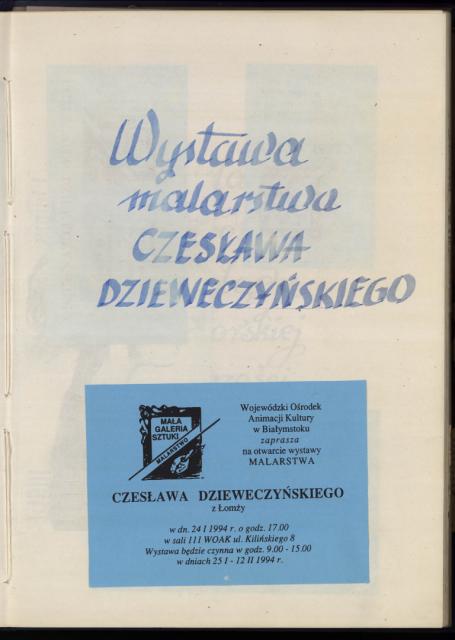 Wystawa
malarstwa
CZESŁAWA
DZIEWECZYŃSKIEGO
MAŁA
GALERIA
SZTUKI
MALARSTWO
Wojewódzki Ośrodek
Animacji Kultury
w Białymstoku
zaprasza
na otwarcie wystawy
MALARSTWA
CZESŁAWA DZIEWECZYŃSKIEGO
z Łomży
w dn. 24 I 1994 r. o godz. 17.00
w sali 111 WOAK ul. Kilińskiego 8
Wystawa będzie czynna w godz. 9.00 - 15.00
w dniach 25 I - 12 II 1994 r.